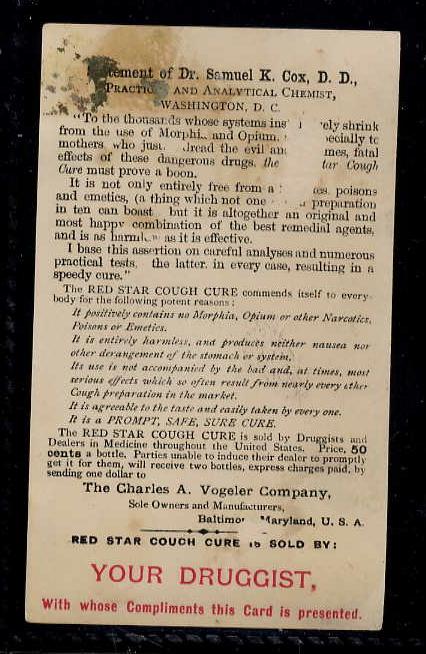 tement of Dr. Samuel K. Cox, D. D.,
PRACTIC AND ANALYTICAL CHEMIST,
WASHINGTON, D. C.
"To the thousands whose systems ins ely shrink
from the use of Morphi and Opium. pecially to
mothers who just. dread the evil an mes, fatal
effects of these dangerous drugs, the tar Cough
Cure must prove a boon.
It is not only entirely free from a es, poisons
and emetics, (a thing which not one preparation
in ten can boast but it is altogether an original and
most happy combination of the best remedial agents,
and is as harml as it is effective.
I base this assertion on careful analyses and numerous
practical tests, the latter, in every case, resulting in a
speedy cure."
The RED STAR COUGH CURE commends itself to every-
body for the following potent reasons:
It positively contains no Morphia, Opium or other Narcotics,
Poisons or Emetics.
It is entirely harmless, and produces neither nausea nor
other derangement of the stomach or system.
Its use is not accompanied by the bad and, at times, most
serious effects which so often result from nearly every other
Cough preparation in the market.
It is agreeable to the taste and easily taken by every one.
It is a PROMPT, SAFE, SURE CURE.
The RED STAR COUGH CURE is sold by Druggists and
Dealers in Medicine throughout the United States. Price, 50
cents a bottle. Parties unable to induce their dealer to promptly
get it for them, will receive two bottles, express charges paid, by
sending one dollar to
The Charles A. Vogeler Company,
Sole Owners and Manufacturers,
Baltimo Maryland, U. S. A.
RED STAR COUGH CURE IS SOLD BY:
YOUR DRUGGIST,
With whose Compliments this Card is presented.